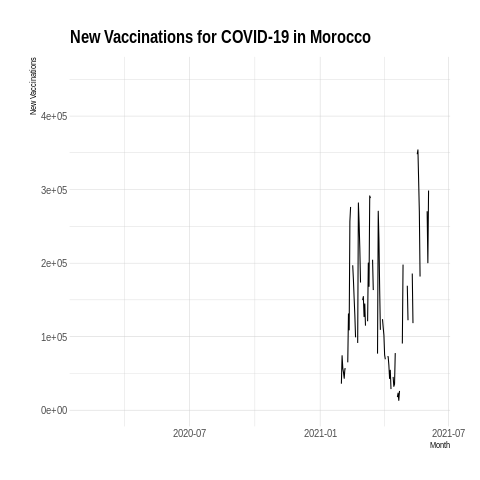 New Vaccinations for COVID-19 in Morocco
New Vaccinations
4e+05
3e+05
2e+05
1e+05
0e+00
2020-07
2021-01
2021-07
Month